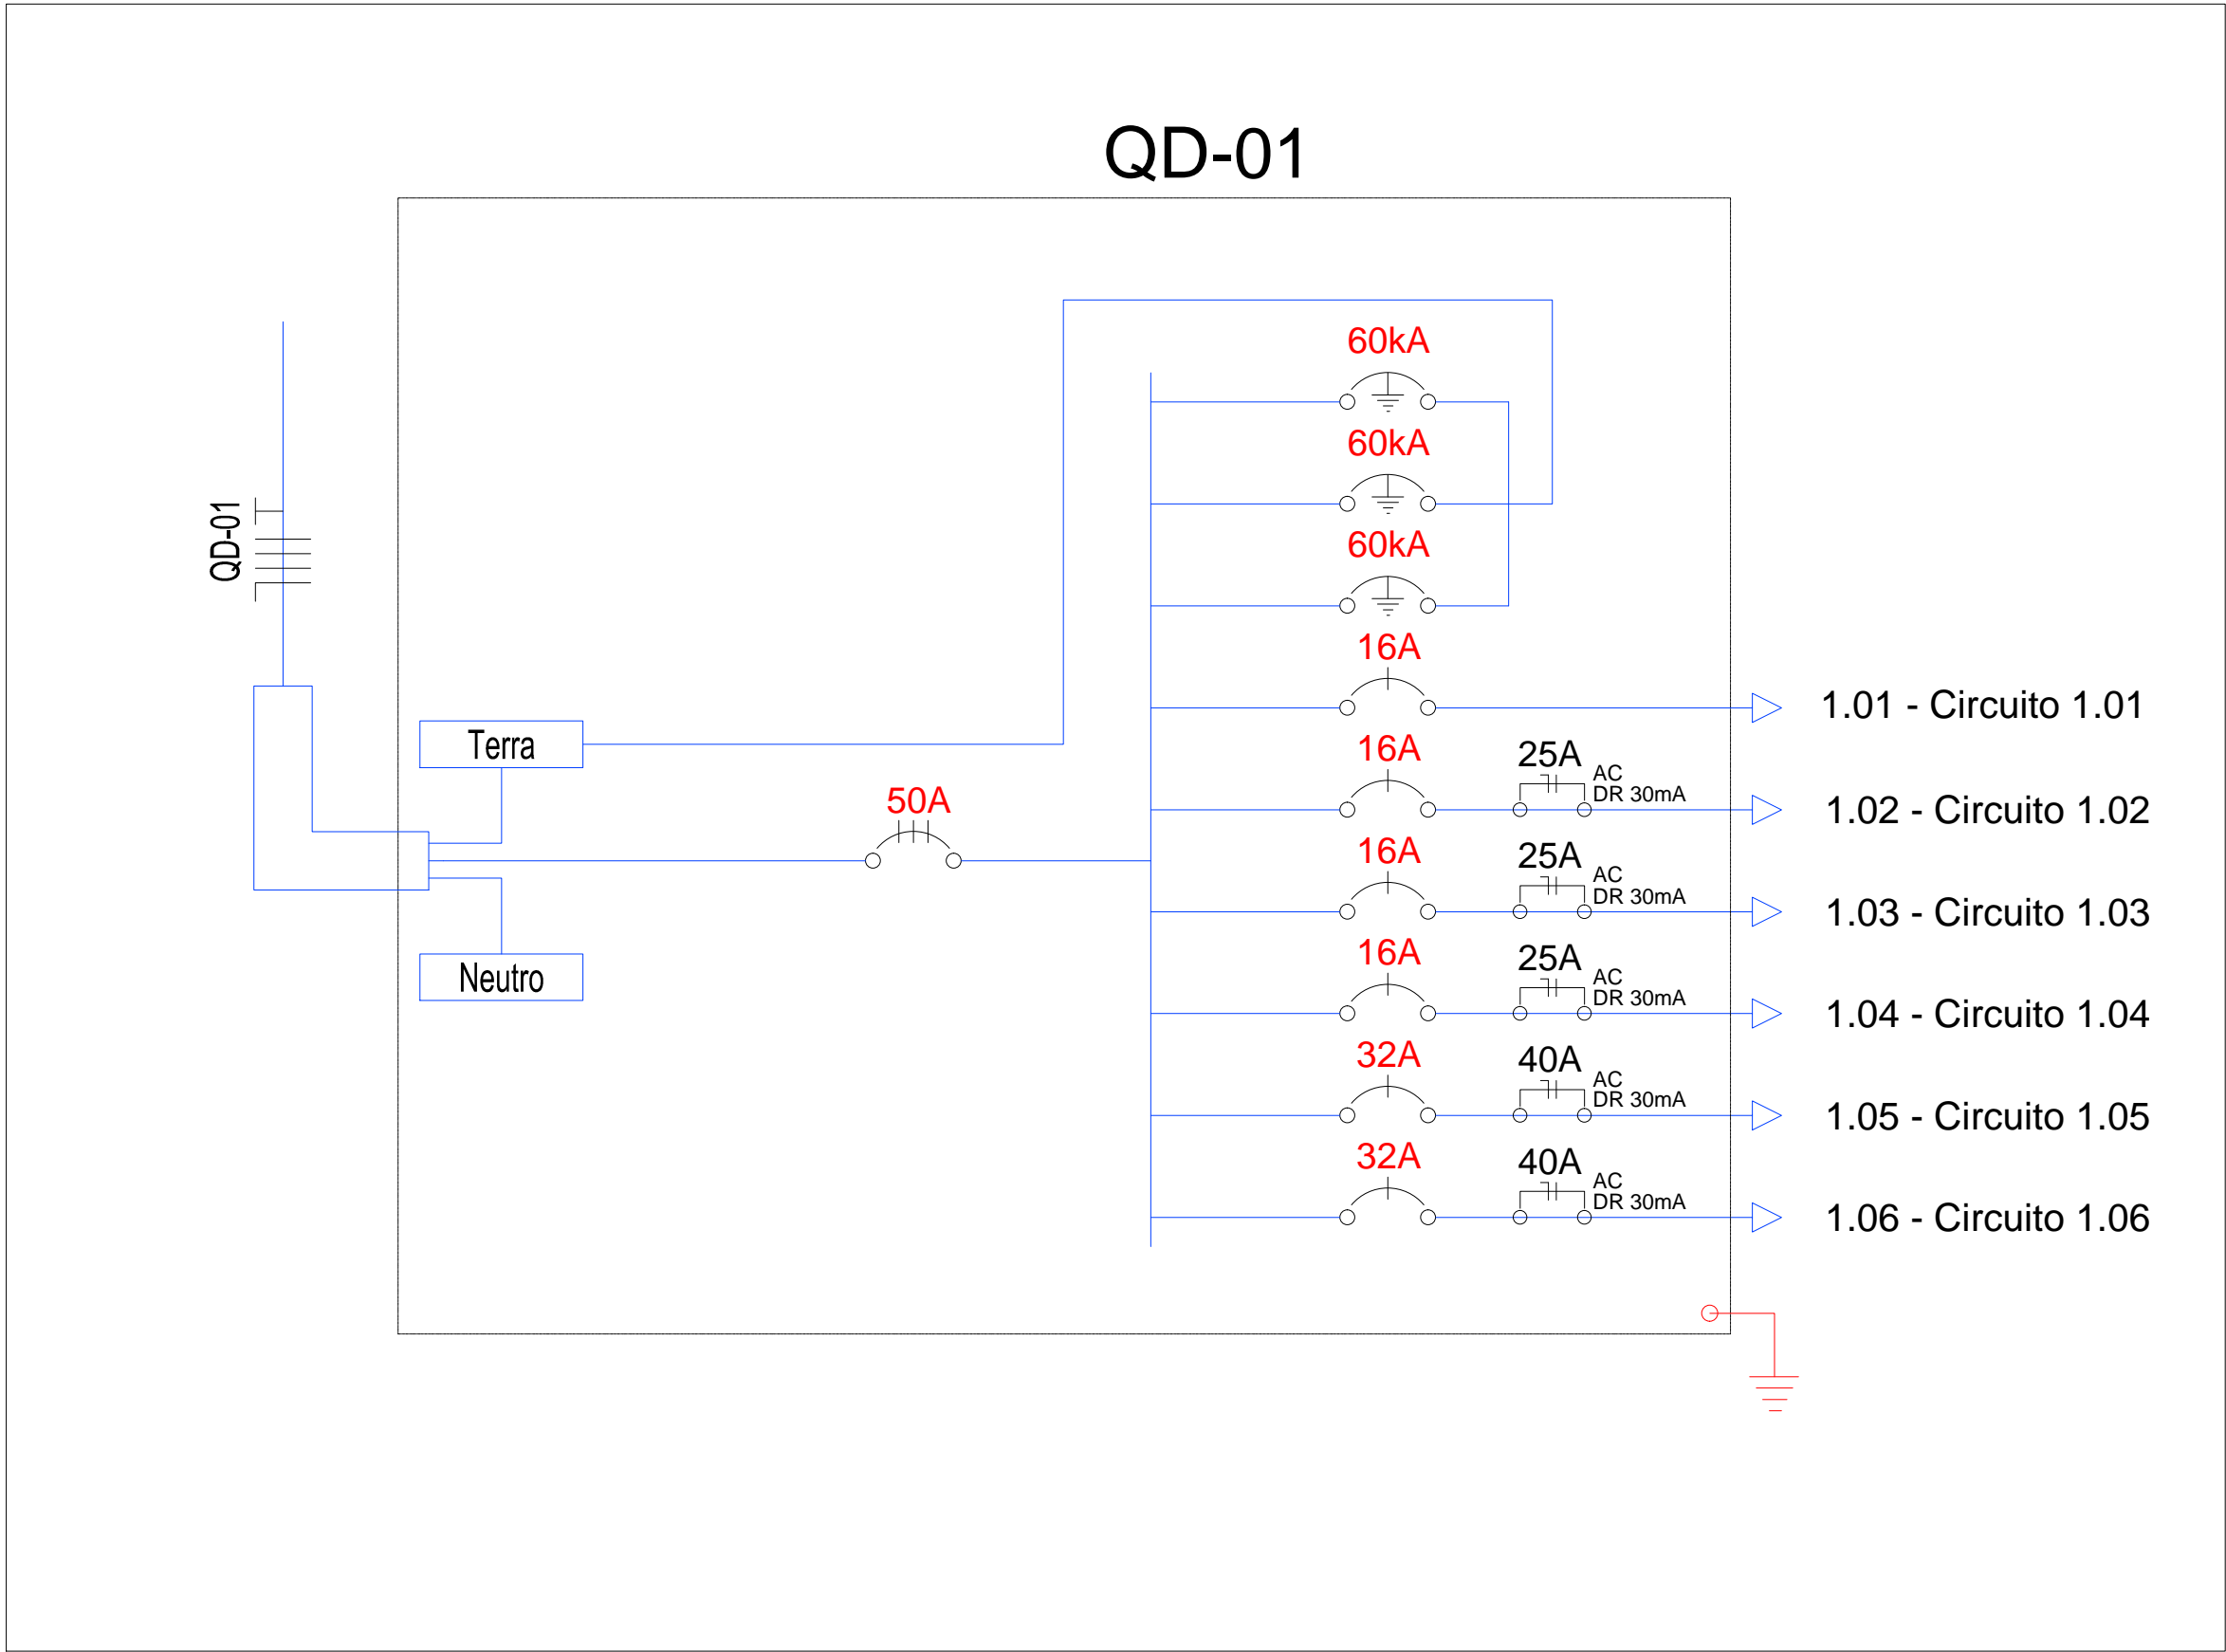 QD-01
60kA
60kA
QD-01
60kA
16A
1.01 - Circuito 1.01
Terra
16A
25A
AC
DR 30mA
1.02 - Circuito 1.02
50A
16A
25A
AC
DR 30mA
1.03 - Circuito 1.03
Neutro
16A
25A
AC
DR 30mA
1.04 - Circuito 1.04
32A
40A
AC
DR 30mA
1.05 - Circuito 1.05
32A
40A
AC
DR 30mA
1.06 - Circuito 1.06